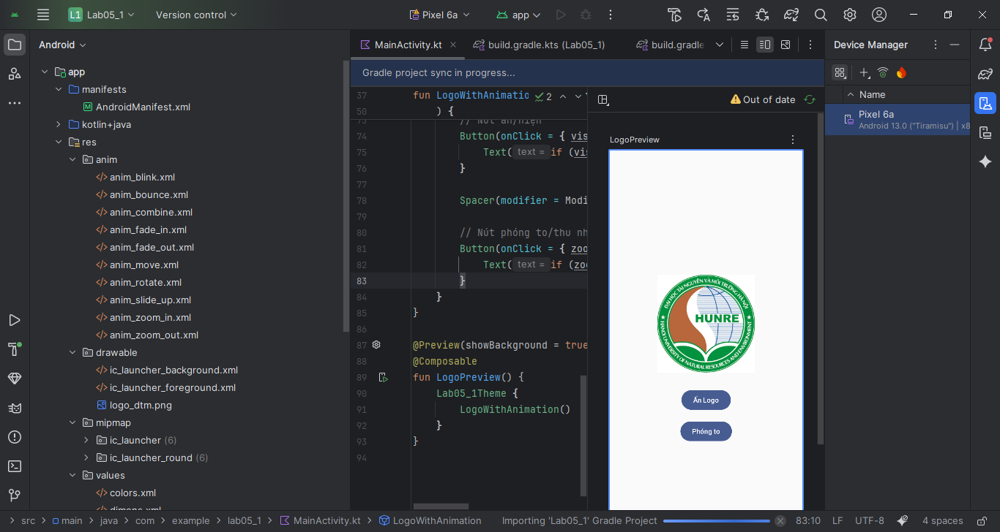 L1 Lab05_1 Version control Pixel 6a app
Android
MainActivity.kt build.gradle.kts (Lab05_1) build.gradle
Device Manager
Gradle project sync in progress...
app
manifests
AndroidManifest.xml
kotlin+java
res
anim
anim_blink.xml
anim_bounce.xml
anim_combine.xml
anim_fade_in.xml
anim_fade_out.xml
anim_move.xml
anim_rotate.xml
anim_slide_up.xml
anim_zoom_in.xml
anim_zoom_out.xml
drawable
ic_launcher_background.xml
ic_launcher_foreground.xml
logo_dtm.png
mipmap
ic_launcher (6)
ic_launcher_round (6)
values
colors.xml
dimens.xml
37 fun LogoWithAnimatio 2
50 ) {
73 // Nút ẩn/hiện
74 Button(onClick = { vis
75 Text( text = if (vis
76 }
77
78 Spacer(modifier = Modi
79
80 // Nút phóng to/thu nh
81 Button(onClick = { zoo
82 Text( text = if (zoo
83 }
84 }
85 }
86
87 @Preview(showBackground = true
88 @Composable
89 fun LogoPreview() {
90 Lab05_1Theme {
91 LogoWithAnimation()
92 }
93 }
94
Out of date
LogoPreview
ĐẠI HỌC TÀI NGUYÊN VÀ MÔI TRƯỜNG HÀ NỘI
HUNRE
HANOI UNIVERSITY OF NATURAL RESOURCES AND ENVIRONMENT
Ẩn Logo
Phóng to
Name
Pixel 6a
Android 13.0 ("Tiramisu") | x8
src main java com example lab05_1 MainActivity.kt LogoWithAnimation Importing 'Lab05_1' Gradle Project 83:10 LF UTF-8 4 spaces